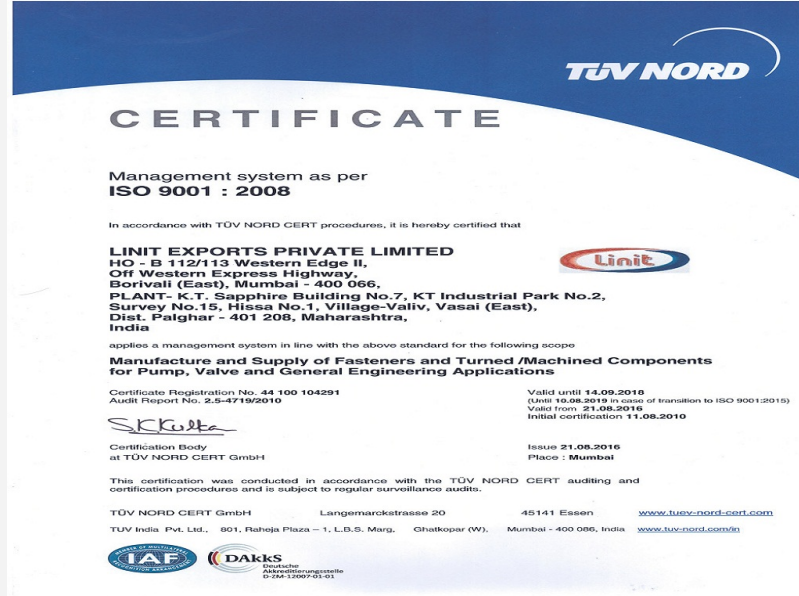 TÜV NORD
CERTIFICATE
Management system as per
ISO 9001 : 2008
In accordance with TÜV NORD CERT procedures, it is hereby certified that
LINIT EXPORTS PRIVATE LIMITED
HO - B 112/113 Western Edge II,
Off Western Express Highway,
Borivali (East), Mumbai - 400 066,
PLANT- K.T. Sapphire Building No.7, KT Industrial Park No.2,
Survey No.15, Hissa No.1, Village-Valiv, Vasai (East),
Dist. Palghar - 401 208, Maharashtra,
India
Linit
applies a management system in line with the above standard for the following scope
Manufacture and Supply of Fasteners and Turned /Machined Components
for Pump, Valve and General Engineering Applications
Certificate Registration No. 44 100 104291
Audit Report No. 2.5-4719/2010
Valid until 14.09.2018
(Until 10.08.2019 in case of transition to ISO 9001:2015)
Valid from 21.08.2016
Initial certification 11.08.2010
S.K.Kulka
Certification Body
at TÜV NORD CERT GmbH
Issue 21.08.2016
Place : Mumbai
This certification was conducted in accordance with the TÜV NORD CERT auditing and
certification procedures and is subject to regular surveillance audits.
TÜV NORD CERT GmbH Langemarckstrasse 20 45141 Essen www.tuev-nord-cert.com
TUV India Pvt. Ltd., 801, Raheja Plaza – 1, L.B.S. Marg, Ghatkopar (W), Mumbai - 400 086, India www.tuv-nord.com/in
MEMBER OF MULTILATERAL
IAF
RECOGNITION ARRANGEMENT
DAkkS
Deutsche
Akkreditierungsstelle
D-ZM-12007-01-01